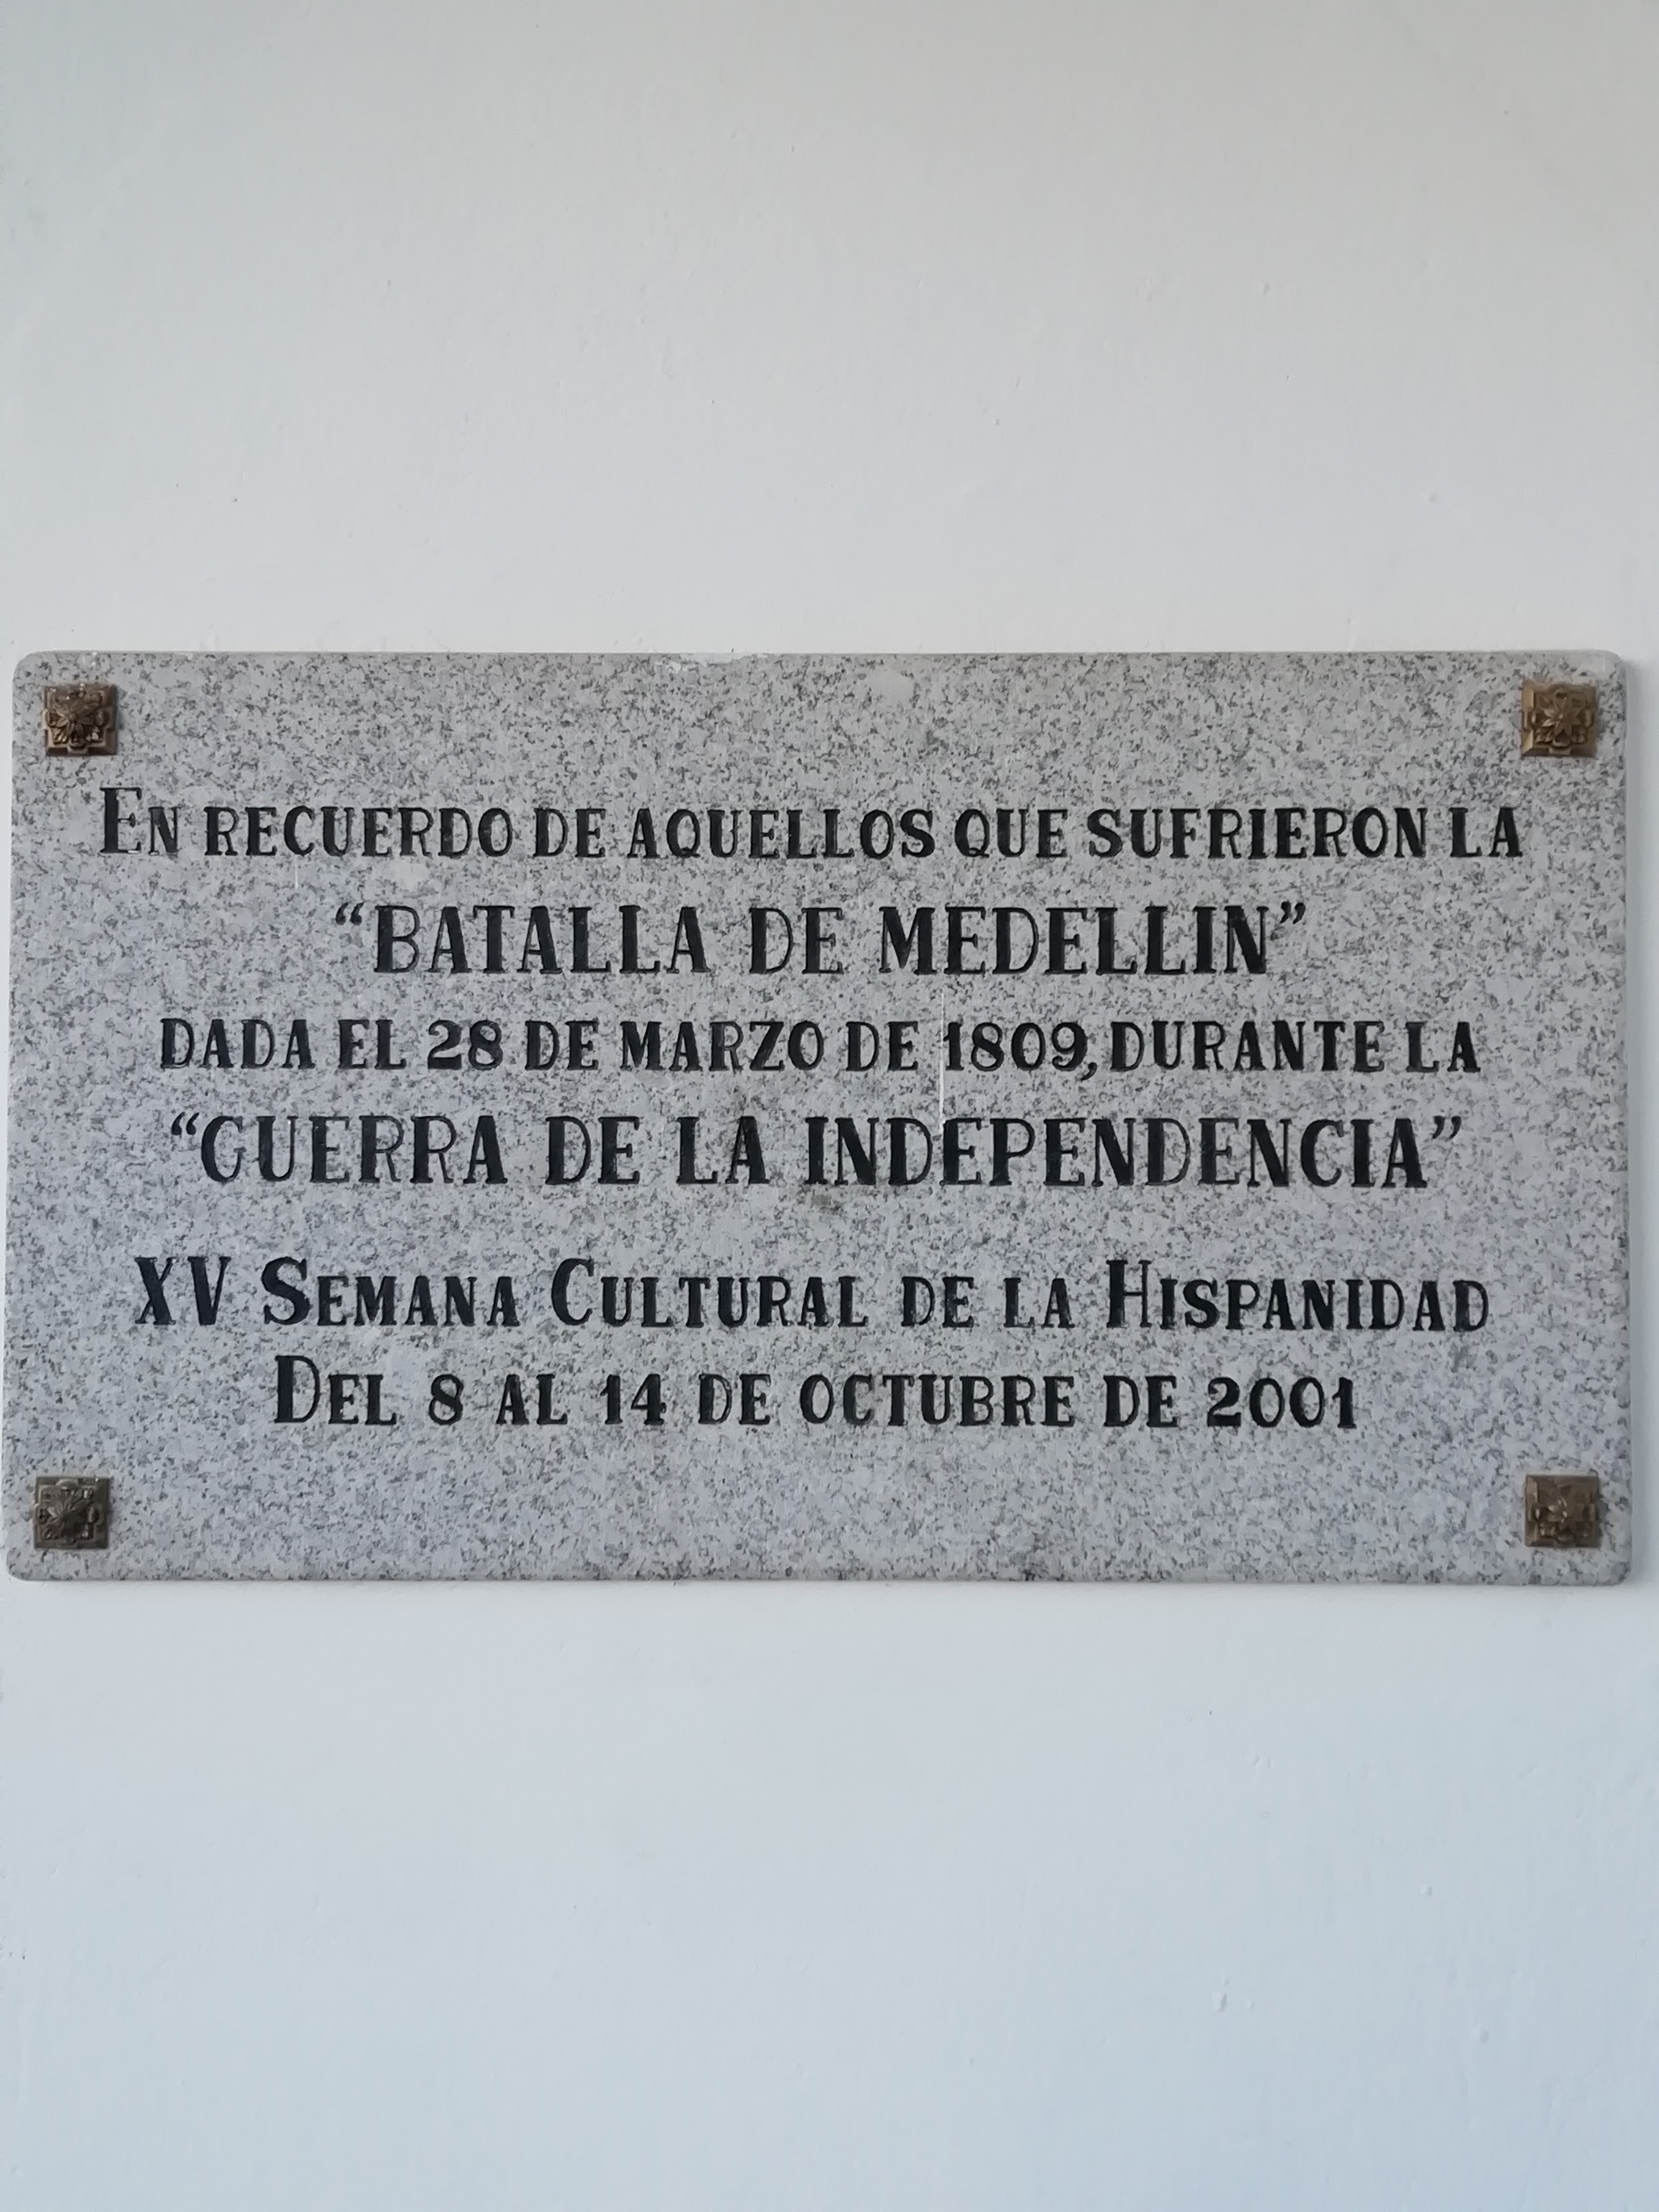 En recuerdo de aquellos que sufrieron la
“BATALLA DE MEDELLIN”
dada el 28 de marzo de 1809, durante la
“GUERRA DE LA INDEPENDENCIA”
XV Semana Cultural de la Hispanidad
Del 8 al 14 de octubre de 2001